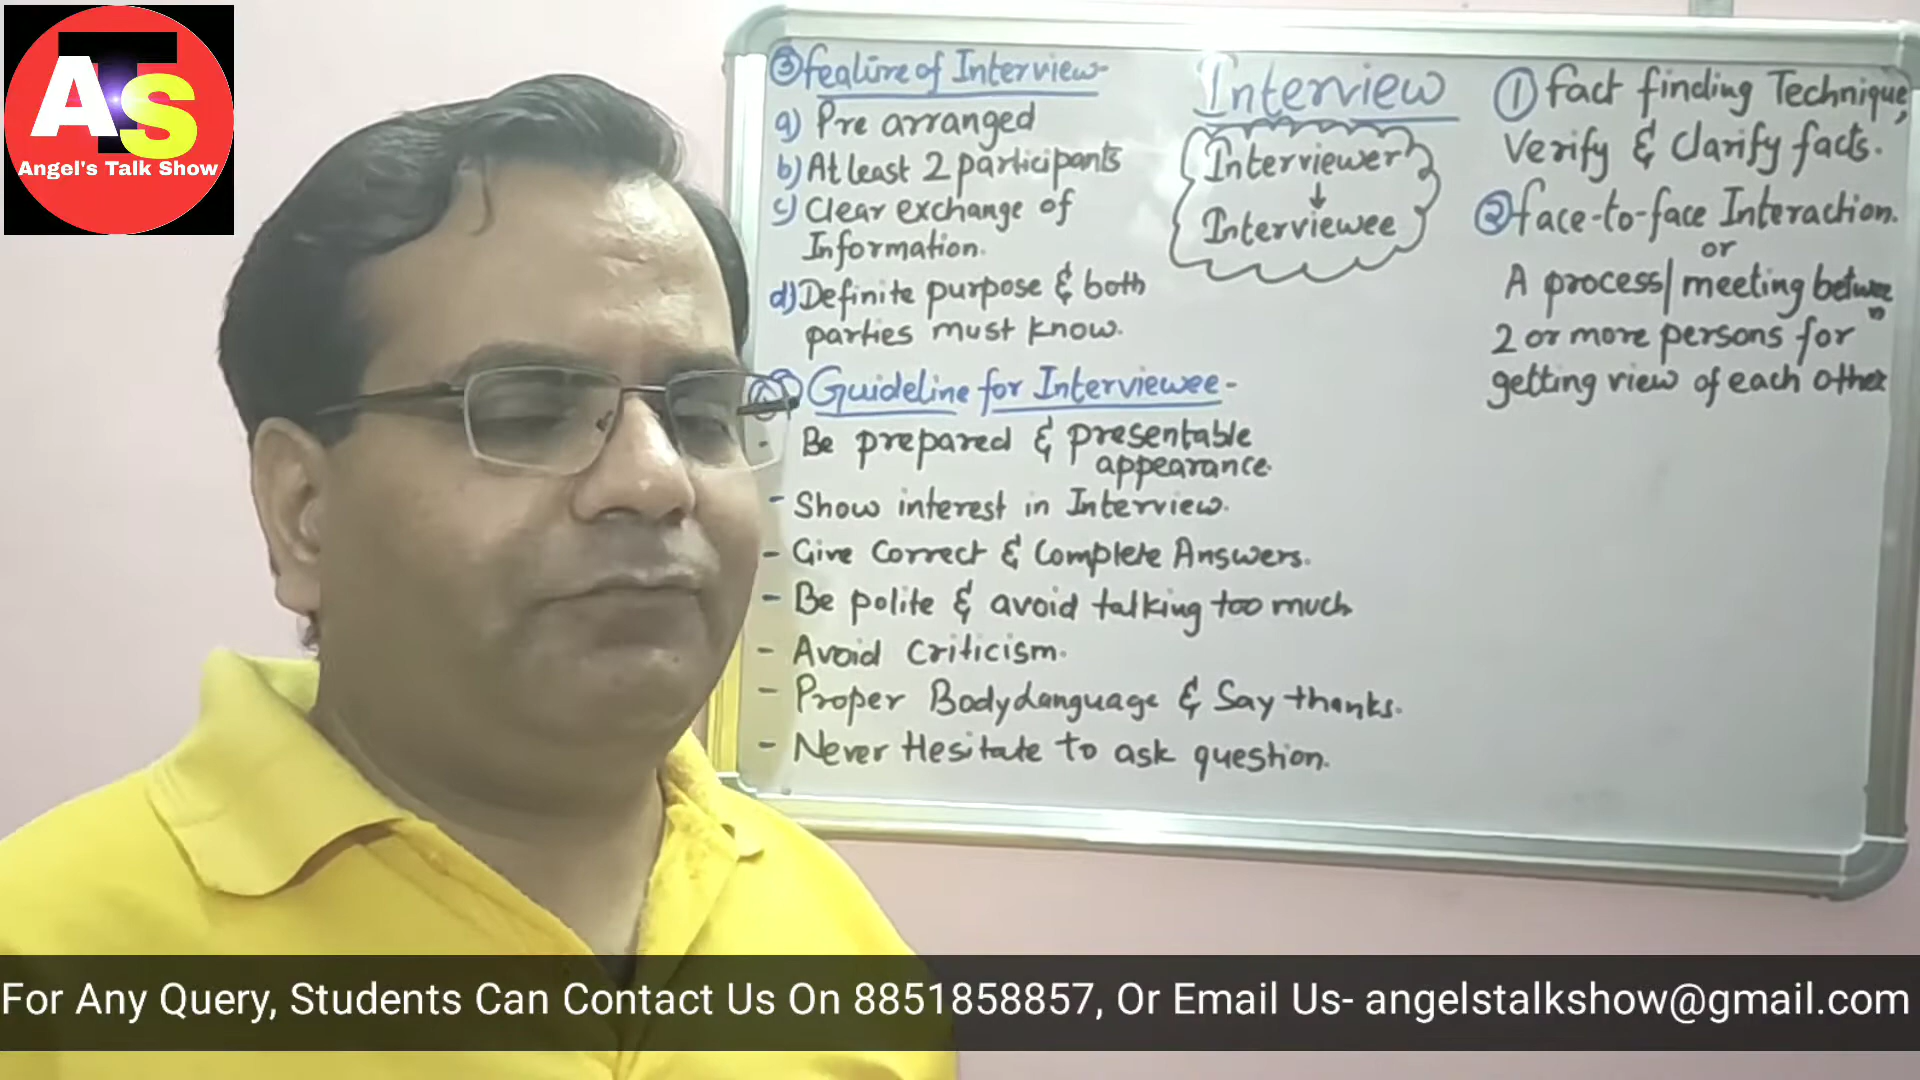 ATS
Angel's Talk Show
Interview
Interviewer
↓
Interviewee
① fact finding Technique,
Verify & Clarify facts.
② face-to-face Interaction.
or
A process/meeting between
2 or more persons for
getting view of each other
③ feature of Interview-
a) Pre arranged
b) At least 2 participants
c) Clear exchange of
Information.
d) Definite purpose & both
parties must know.
Guideline for Interviewee-
- Be prepared & presentable
appearance.
- Show interest in Interview.
- Give Correct & Complete Answers.
- Be polite & avoid talking too much
- Avoid Criticism.
- Proper Body Language & Say thanks.
- Never Hesitate to ask question.
For Any Query, Students Can Contact Us On 8851858857, Or Email Us- angelstalkshow@gmail.com